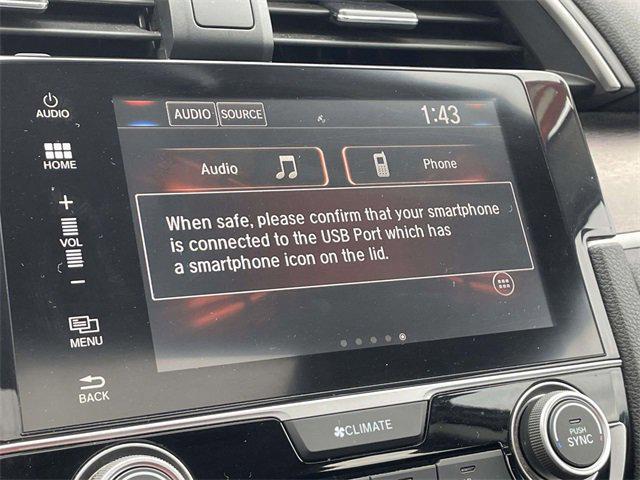 AUDIO SOURCE 1:43
AUDIO
HOME
Audio Phone
+
VOL
−
When safe, please confirm that your smartphone
is connected to the USB Port which has
a smartphone icon on the lid.
MENU
BACK
CLIMATE
PUSH
SYNC